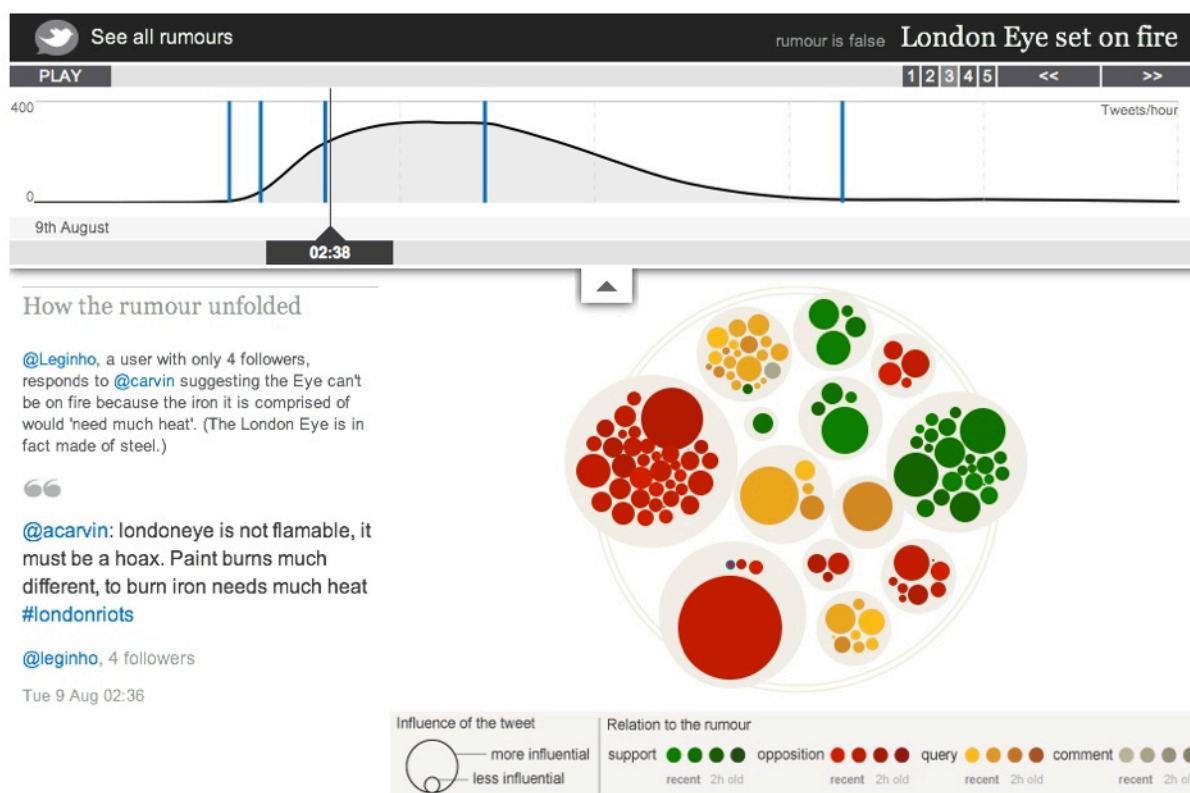 See all rumours
rumour is false London Eye set on fire
PLAY
1 2 3 4 5 << >>
400
Tweets/hour
0
9th August
02:38
How the rumour unfolded
@Leginho, a user with only 4 followers,
responds to @carvin suggesting the Eye can't
be on fire because the iron it is comprised of
would 'need much heat'. (The London Eye is in
fact made of steel.)
@acarvin: londoneye is not flamable, it
must be a hoax. Paint burns much
different, to burn iron needs much heat
#londonriots
@leginho, 4 followers
Tue 9 Aug 02:36
Influence of the tweet
more influential
less influential
Relation to the rumour
support opposition query comment
recent 2h old recent 2h old recent 2h old recent 2h old